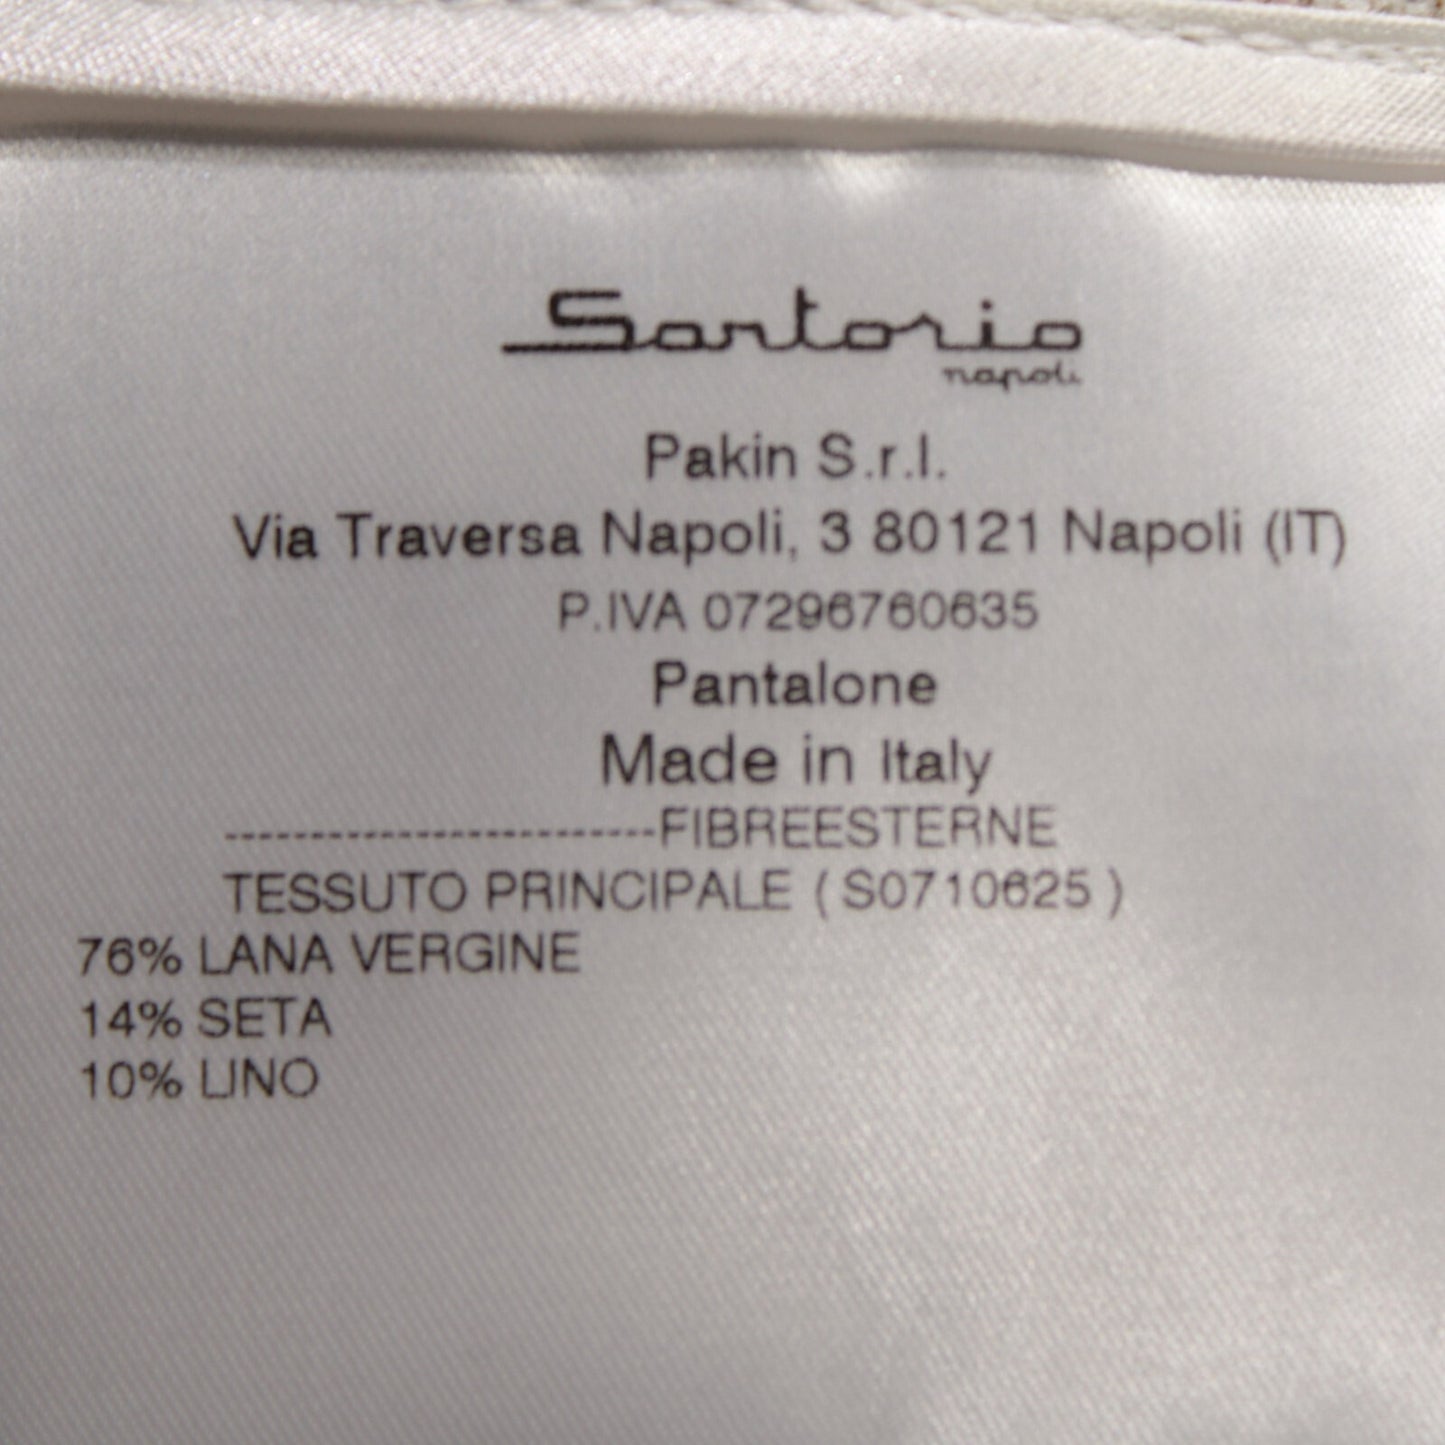 Sartorio
napoli
Pakin S.r.l.
Via Traversa Napoli, 3 80121 Napoli (IT)
P.IVA 07296760635
Pantalone
Made in Italy
-------------------------FIBREESTERNE
TESSUTO PRINCIPALE ( S0710625 )
76% LANA VERGINE
14% SETA
10% LINO